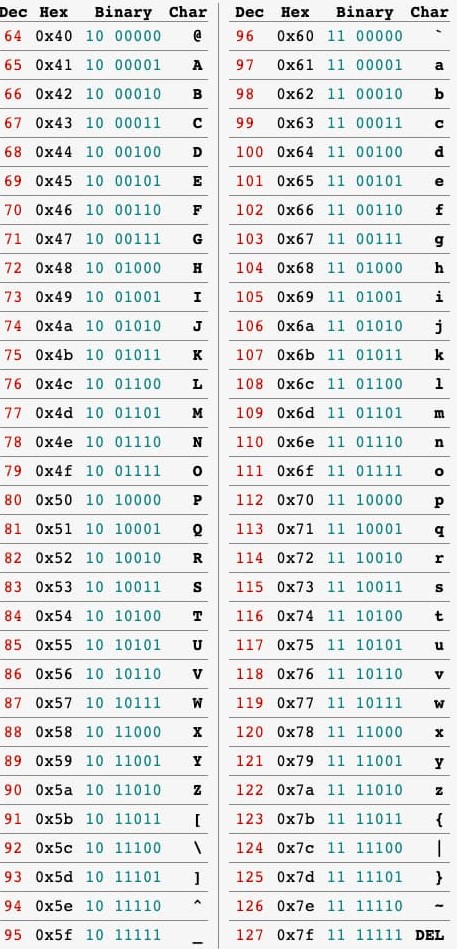 Dec Hex Binary Char Dec Hex Binary Char
64 0x40 10 00000 @ 96 0x60 11 00000 `
65 0x41 10 00001 A 97 0x61 11 00001 a
66 0x42 10 00010 B 98 0x62 11 00010 b
67 0x43 10 00011 C 99 0x63 11 00011 c
68 0x44 10 00100 D 100 0x64 11 00100 d
69 0x45 10 00101 E 101 0x65 11 00101 e
70 0x46 10 00110 F 102 0x66 11 00110 f
71 0x47 10 00111 G 103 0x67 11 00111 g
72 0x48 10 01000 H 104 0x68 11 01000 h
73 0x49 10 01001 I 105 0x69 11 01001 i
74 0x4a 10 01010 J 106 0x6a 11 01010 j
75 0x4b 10 01011 K 107 0x6b 11 01011 k
76 0x4c 10 01100 L 108 0x6c 11 01100 l
77 0x4d 10 01101 M 109 0x6d 11 01101 m
78 0x4e 10 01110 N 110 0x6e 11 01110 n
79 0x4f 10 01111 O 111 0x6f 11 01111 o
80 0x50 10 10000 P 112 0x70 11 10000 p
81 0x51 10 10001 Q 113 0x71 11 10001 q
82 0x52 10 10010 R 114 0x72 11 10010 r
83 0x53 10 10011 S 115 0x73 11 10011 s
84 0x54 10 10100 T 116 0x74 11 10100 t
85 0x55 10 10101 U 117 0x75 11 10101 u
86 0x56 10 10110 V 118 0x76 11 10110 v
87 0x57 10 10111 W 119 0x77 11 10111 w
88 0x58 10 11000 X 120 0x78 11 11000 x
89 0x59 10 11001 Y 121 0x79 11 11001 y
90 0x5a 10 11010 Z 122 0x7a 11 11010 z
91 0x5b 10 11011 [ 123 0x7b 11 11011 {
92 0x5c 10 11100 \ 124 0x7c 11 11100 |
93 0x5d 10 11101 ] 125 0x7d 11 11101 }
94 0x5e 10 11110 ^ 126 0x7e 11 11110 ~
95 0x5f 10 11111 _ 127 0x7f 11 11111 DEL